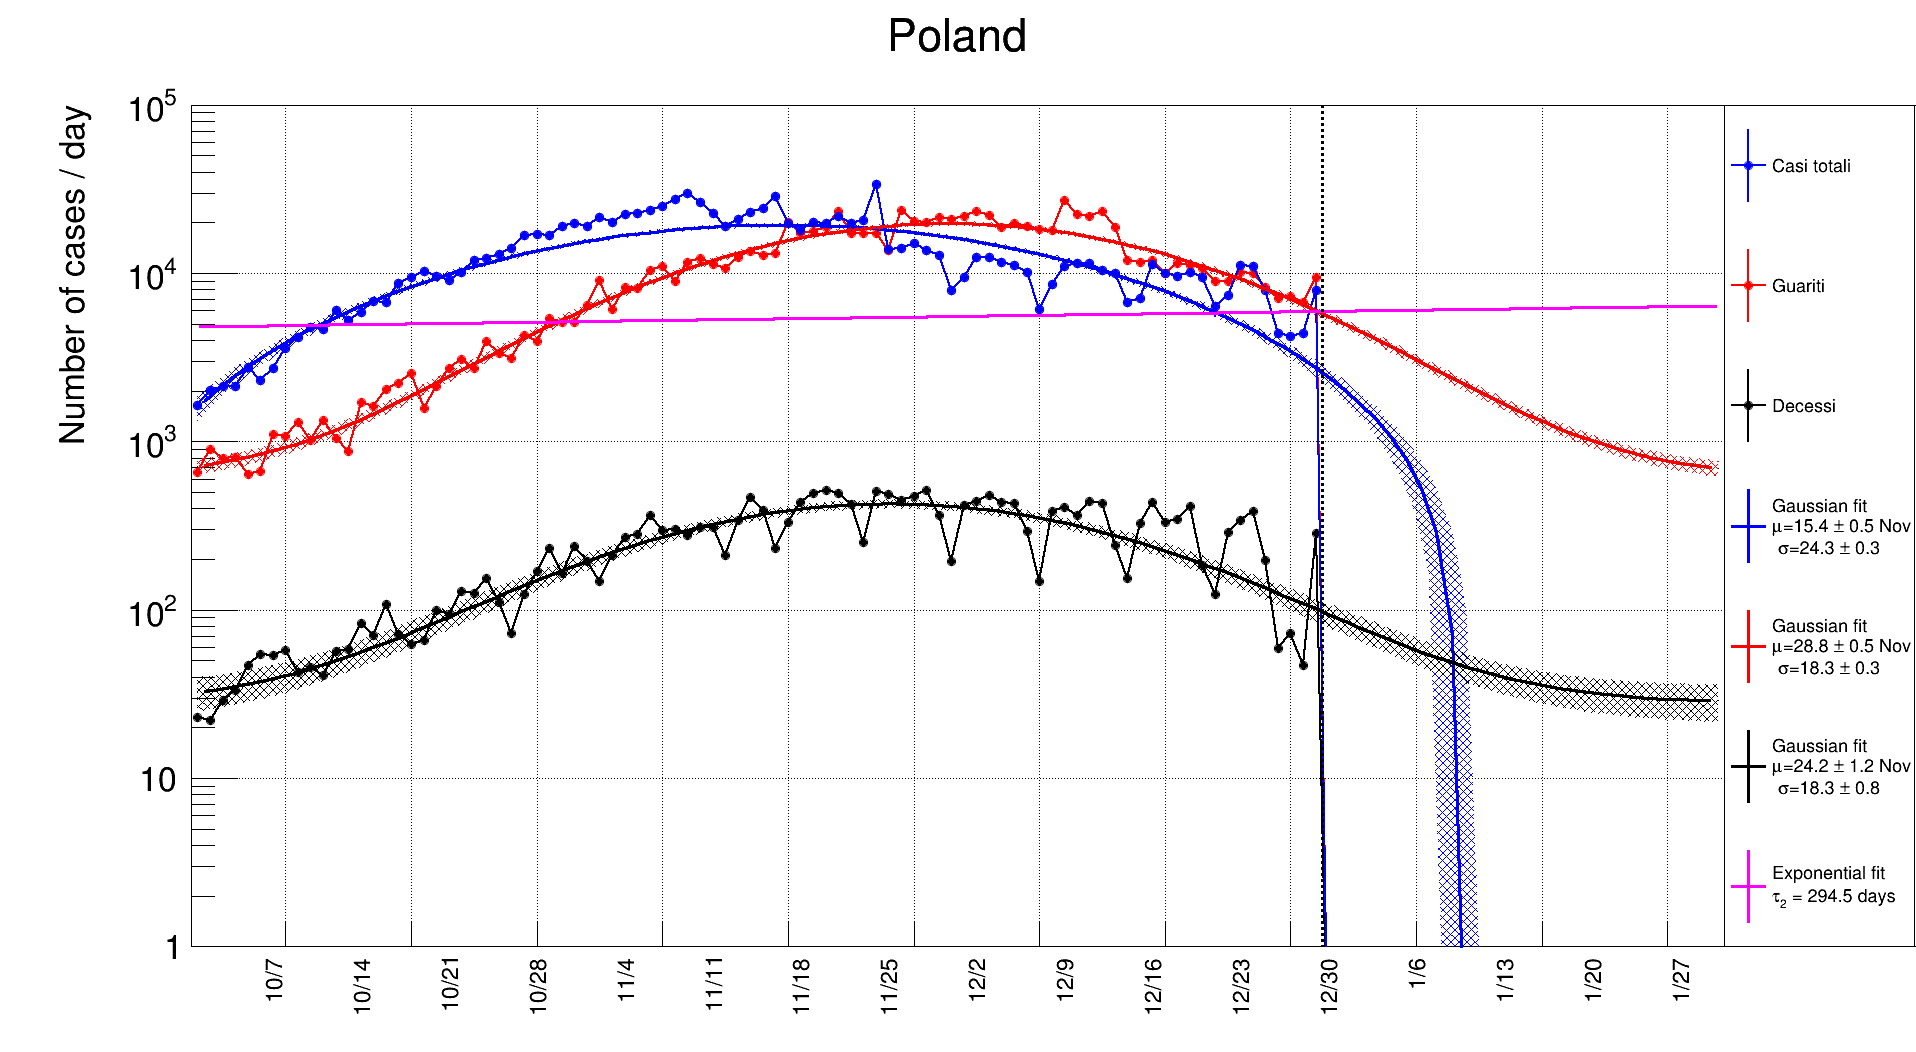 Poland
Number of cases / day
10^5
10^4
10^3
10^2
10
1
10/7
10/14
10/21
10/28
11/4
11/11
11/18
11/25
12/2
12/9
12/16
12/23
12/30
1/6
1/13
1/20
1/27
Casi totali
Guariti
Decessi
Gaussian fit
μ=15.4 ± 0.5 Nov
σ=24.3 ± 0.3
Gaussian fit
μ=28.8 ± 0.5 Nov
σ=18.3 ± 0.3
Gaussian fit
μ=24.2 ± 1.2 Nov
σ=18.3 ± 0.8
Exponential fit
τ₂ = 294.5 days